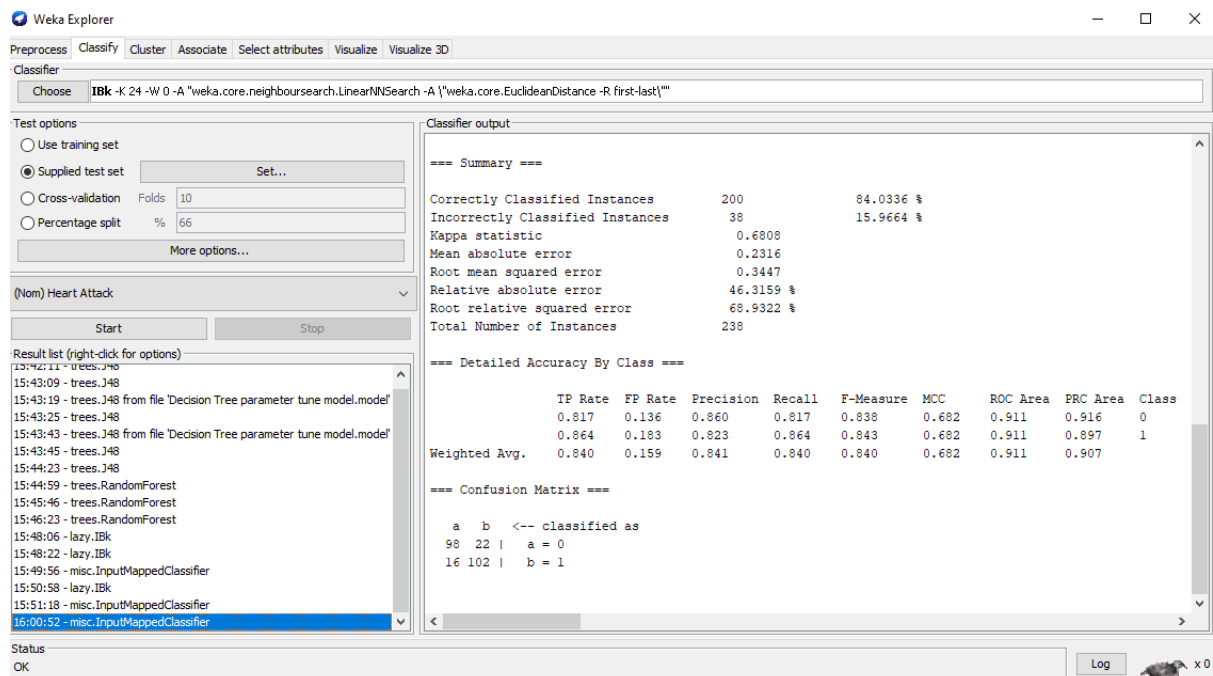 Weka Explorer
Preprocess Classify Cluster Associate Select attributes Visualize Visualize 3D
Classifier
Choose IBk -K 24 -W 0 -A "weka.core.neighboursearch.LinearNNSearch -A \"weka.core.EuclideanDistance -R first-last\""
Test options
Use training set
Supplied test set Set...
Cross-validation Folds 10
Percentage split % 66
More options...
(Nom) Heart Attack
Start Stop
Result list (right-click for options)
15:42:11 - trees.J48
15:43:09 - trees.J48
15:43:19 - trees.J48 from file 'Decision Tree parameter tune model.model'
15:43:25 - trees.J48
15:43:43 - trees.J48 from file 'Decision Tree parameter tune model.model'
15:43:45 - trees.J48
15:44:23 - trees.J48
15:44:59 - trees.RandomForest
15:45:46 - trees.RandomForest
15:46:23 - trees.RandomForest
15:48:06 - lazy.IBk
15:48:22 - lazy.IBk
15:49:56 - misc.InputMappedClassifier
15:50:58 - lazy.IBk
15:51:18 - misc.InputMappedClassifier
16:00:52 - misc.InputMappedClassifier
Classifier output
=== Summary ===
Correctly Classified Instances 200 84.0336 %
Incorrectly Classified Instances 38 15.9664 %
Kappa statistic 0.6808
Mean absolute error 0.2316
Root mean squared error 0.3447
Relative absolute error 46.3159 %
Root relative squared error 68.9322 %
Total Number of Instances 238
=== Detailed Accuracy By Class ===
TP Rate FP Rate Precision Recall F-Measure MCC ROC Area PRC Area Class
0.817 0.136 0.860 0.817 0.838 0.682 0.911 0.916 0
0.864 0.183 0.823 0.864 0.843 0.682 0.911 0.897 1
Weighted Avg. 0.840 0.159 0.841 0.840 0.840 0.682 0.911 0.907
=== Confusion Matrix ===
a b <-- classified as
98 22 | a = 0
16 102 | b = 1
Status
OK
Log x 0